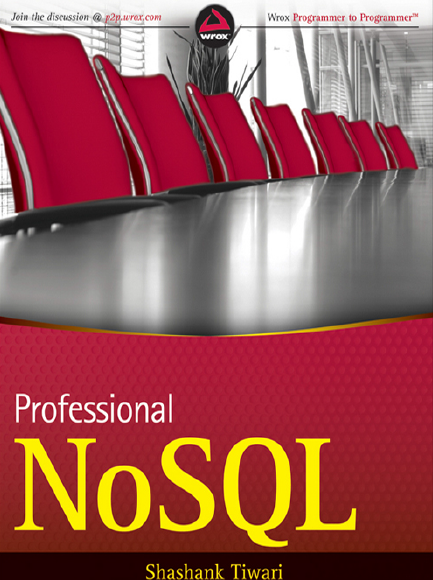 Join the discussion @ p2p.wrox.com
Wrox Programmer to Programmer™
wrox
Professional
NoSQL
Shashank Tiwari